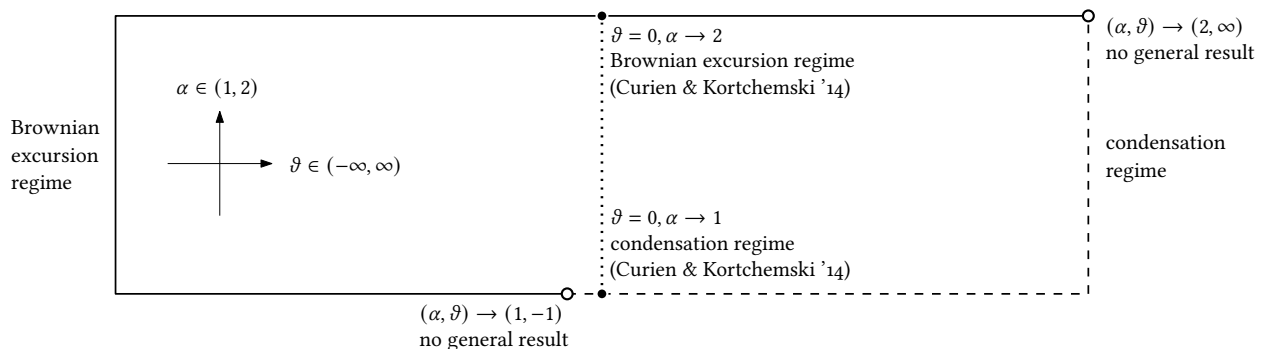 ϑ = 0, α → 2
Brownian excursion regime
(Curien & Kortchemski '14)
(α, ϑ) → (2, ∞)
no general result
α ∈ (1, 2)
Brownian
excursion
regime
ϑ ∈ (−∞, ∞)
condensation
regime
ϑ = 0, α → 1
condensation regime
(Curien & Kortchemski '14)
(α, ϑ) → (1, −1)
no general result